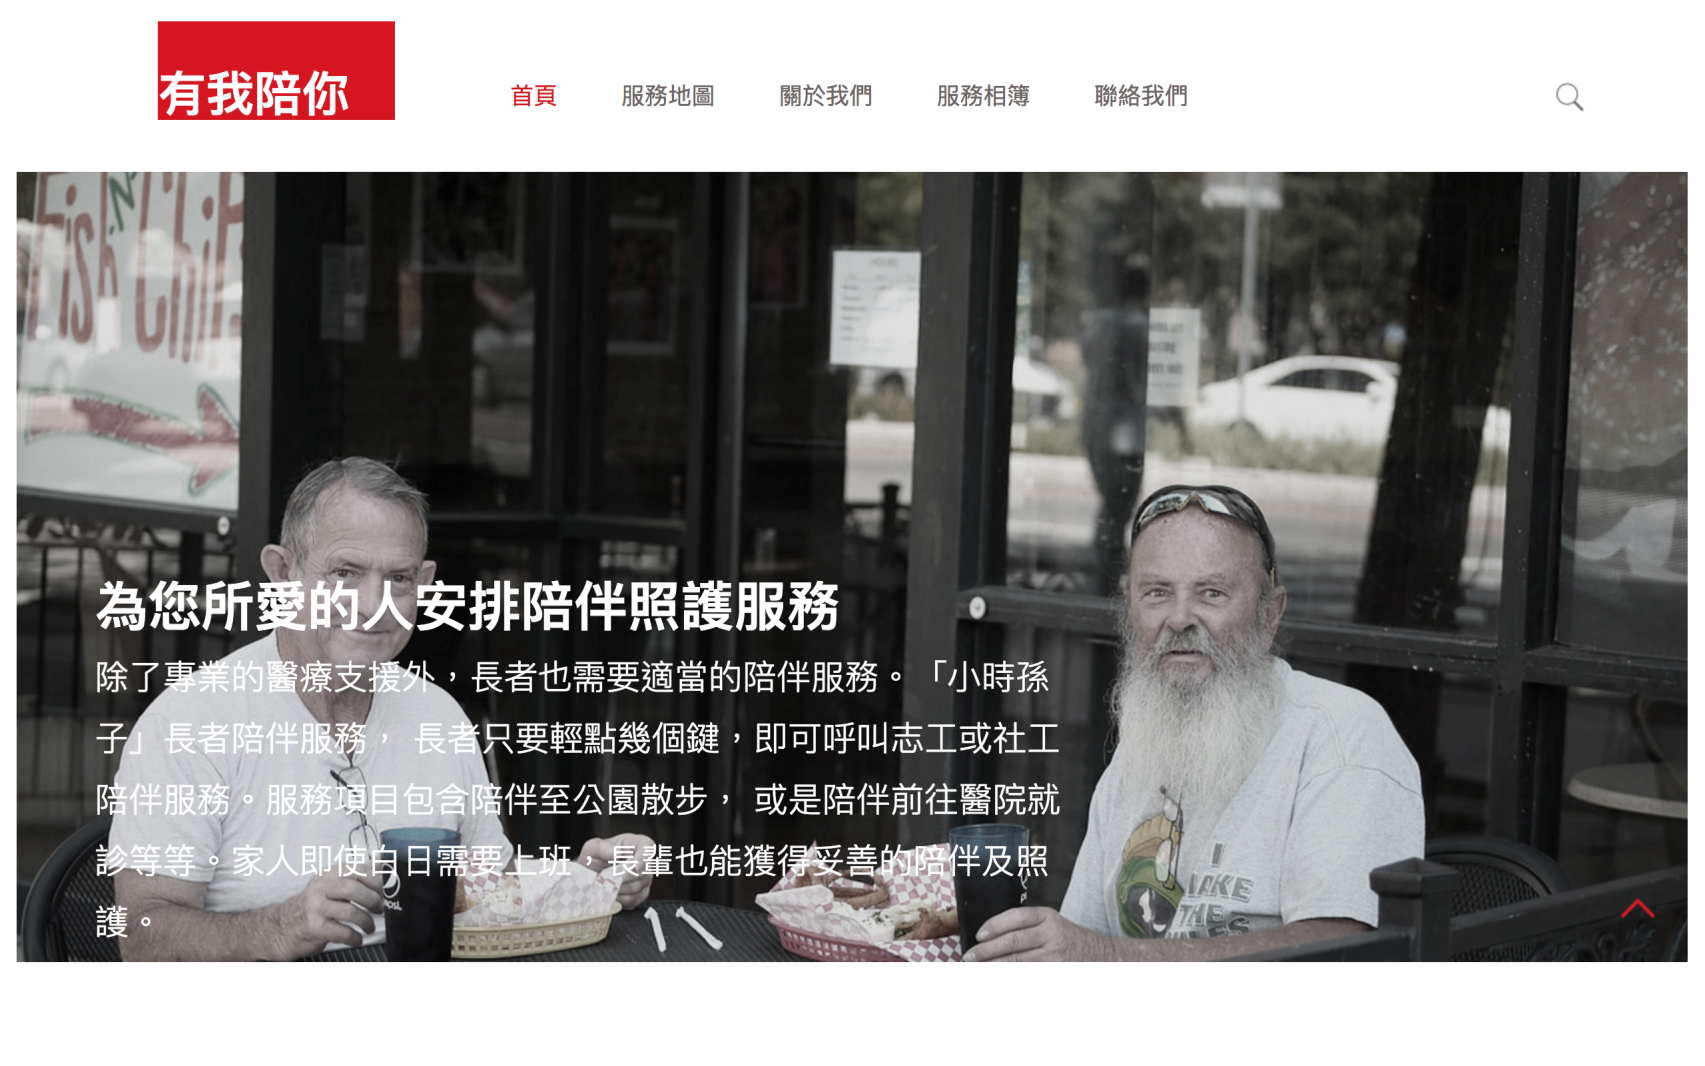 有我陪你
首頁 服務地圖 關於我們 服務相簿 聯絡我們
Fish N' Chips
HOURS
為您所愛的人安排陪伴照護服務
除了專業的醫療支援外，長者也需要適當的陪伴服務。「小時孫
子」長者陪伴服務， 長者只要輕點幾個鍵，即可呼叫志工或社工
陪伴服務。服務項目包含陪伴至公園散步， 或是陪伴前往醫院就
診等等。家人即使白日需要上班，長輩也能獲得妥善的陪伴及照
護。
I
MAKE
THE